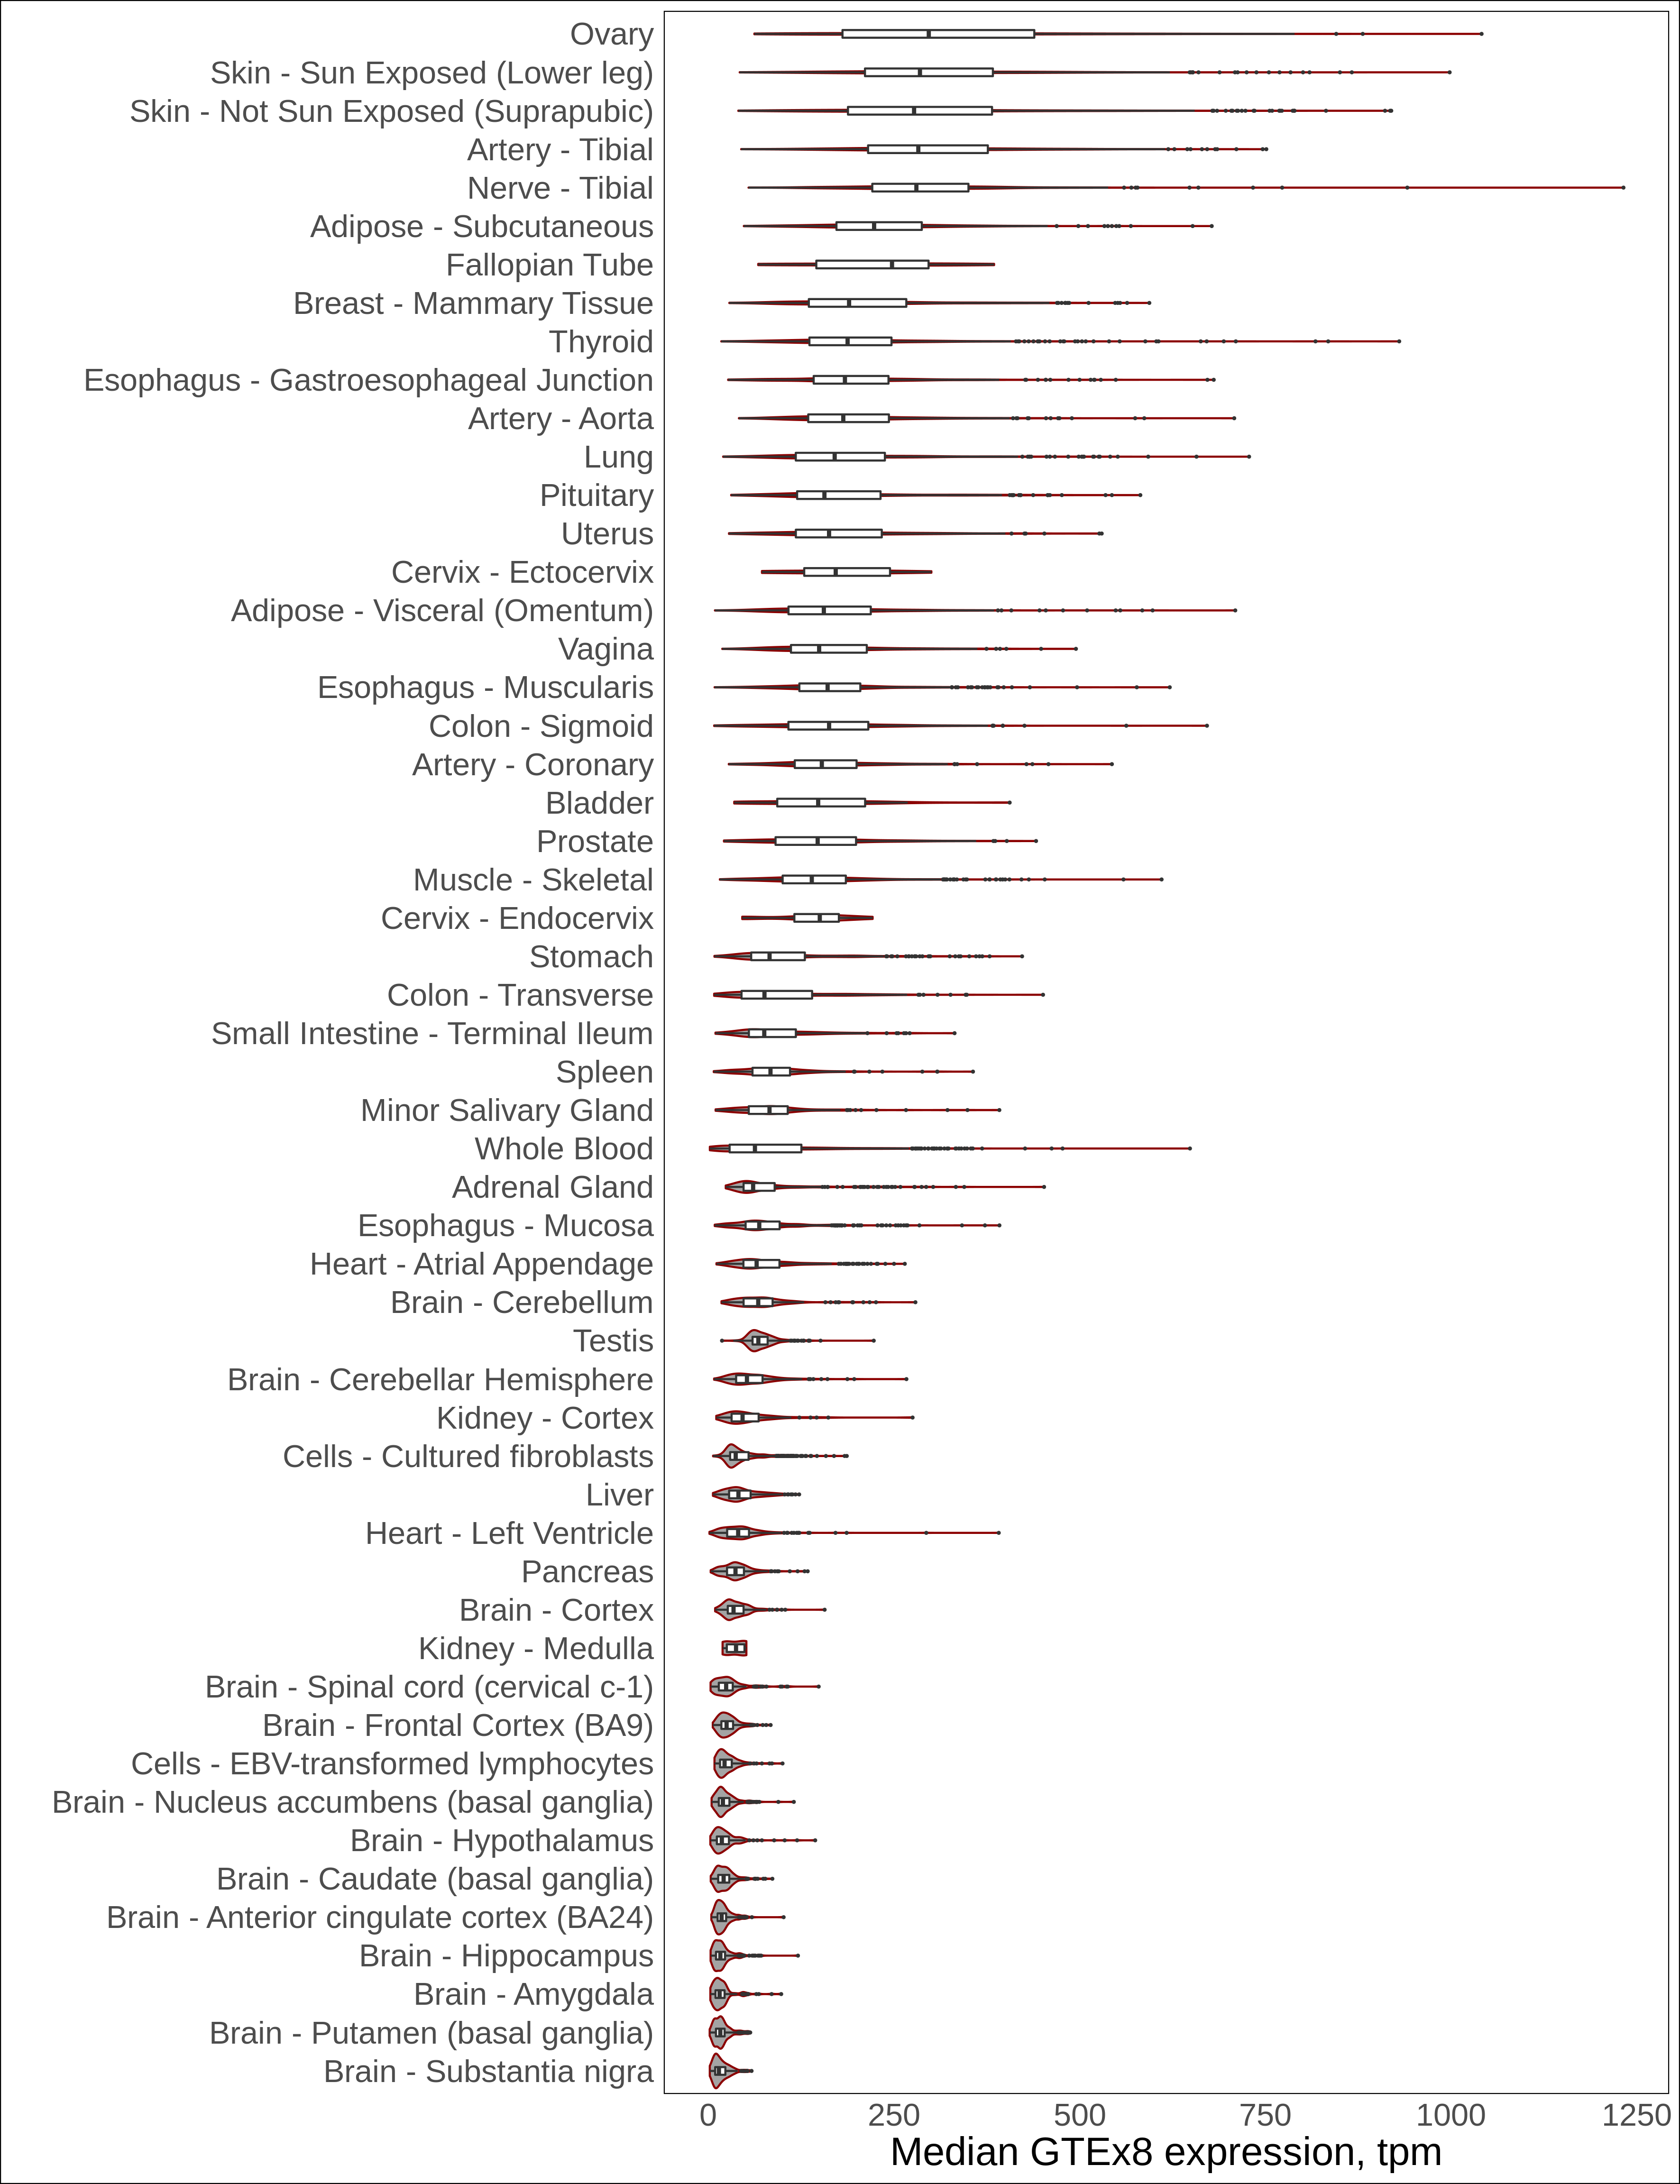 Ovary
Skin - Sun Exposed (Lower leg)
Skin - Not Sun Exposed (Suprapubic)
Artery - Tibial
Nerve - Tibial
Adipose - Subcutaneous
Fallopian Tube
Breast - Mammary Tissue
Thyroid
Esophagus - Gastroesophageal Junction
Artery - Aorta
Lung
Pituitary
Uterus
Cervix - Ectocervix
Adipose - Visceral (Omentum)
Vagina
Esophagus - Muscularis
Colon - Sigmoid
Artery - Coronary
Bladder
Prostate
Muscle - Skeletal
Cervix - Endocervix
Stomach
Colon - Transverse
Small Intestine - Terminal Ileum
Spleen
Minor Salivary Gland
Whole Blood
Adrenal Gland
Esophagus - Mucosa
Heart - Atrial Appendage
Brain - Cerebellum
Testis
Brain - Cerebellar Hemisphere
Kidney - Cortex
Cells - Cultured fibroblasts
Liver
Heart - Left Ventricle
Pancreas
Brain - Cortex
Kidney - Medulla
Brain - Spinal cord (cervical c-1)
Brain - Frontal Cortex (BA9)
Cells - EBV-transformed lymphocytes
Brain - Nucleus accumbens (basal ganglia)
Brain - Hypothalamus
Brain - Caudate (basal ganglia)
Brain - Anterior cingulate cortex (BA24)
Brain - Hippocampus
Brain - Amygdala
Brain - Putamen (basal ganglia)
Brain - Substantia nigra
0 250 500 750 1000 1250
Median GTEx8 expression, tpm